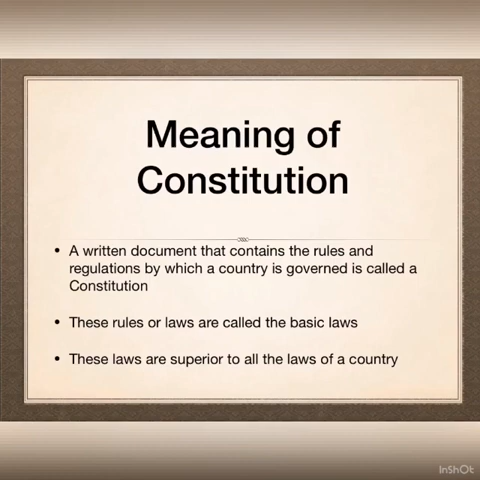 Meaning of
Constitution
• A written document that contains the rules and
regulations by which a country is governed is called a
Constitution
• These rules or laws are called the basic laws
• These laws are superior to all the laws of a country
InShOt